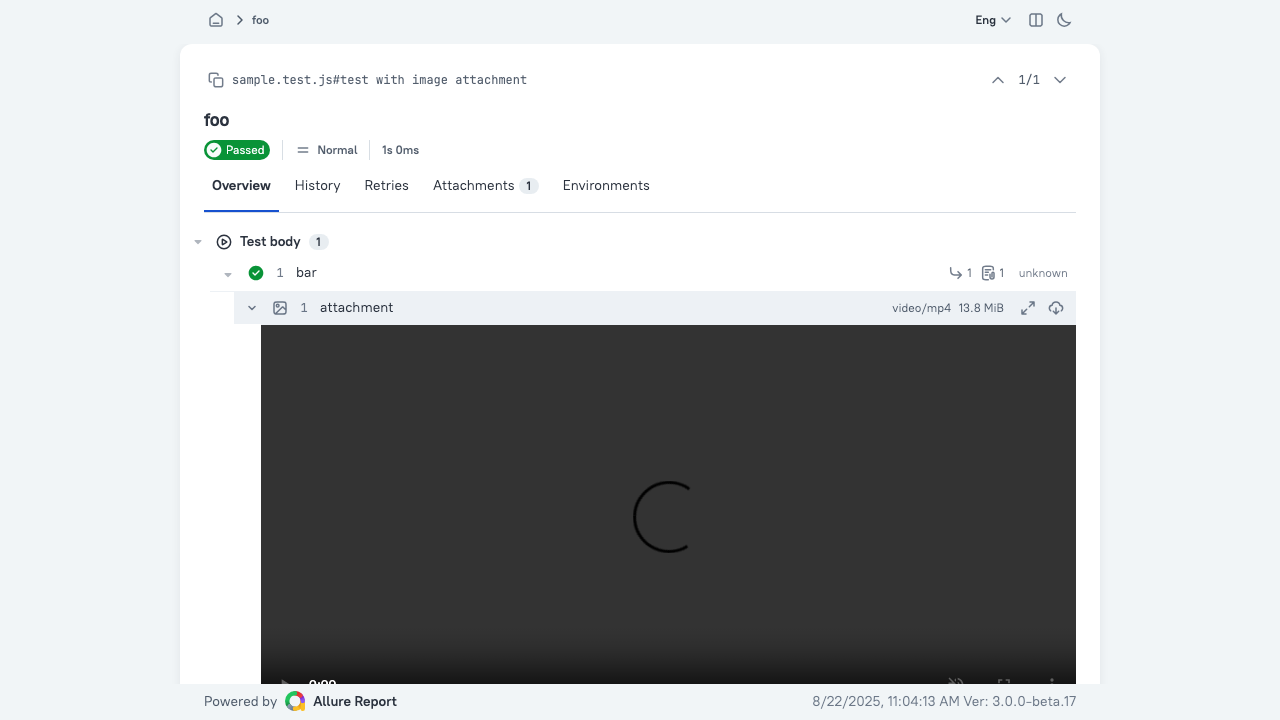 foo
Eng
sample.test.js#test with image attachment
1/1
foo
Passed
Normal
1s 0ms
Overview
History
Retries
Attachments 1
Environments
Test body 1
1 bar
1
1
unknown
1 attachment
video/mp4 13.8 MiB
0:00
Powered by Allure Report
8/22/2025, 11:04:13 AM Ver: 3.0.0-beta.17